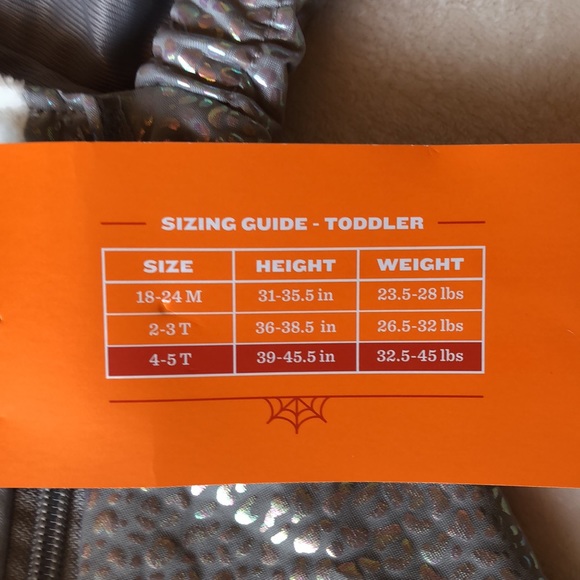 SIZING GUIDE - TODDLER
SIZE HEIGHT WEIGHT
18-24 M 31-35.5 in 23.5-28 lbs
2-3 T 36-38.5 in 26.5-32 lbs
4-5 T 39-45.5 in 32.5-45 lbs